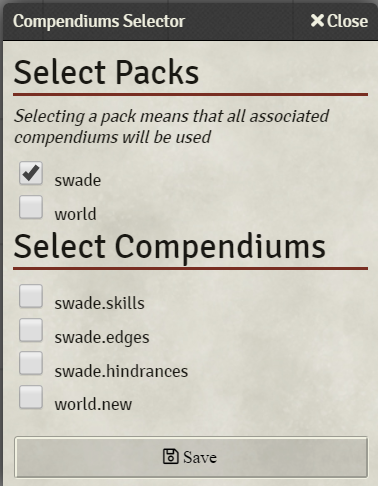 Compendiums Selector
Close
Select Packs
Selecting a pack means that all associated
compendiums will be used
swade
world
Select Compendiums
swade.skills
swade.edges
swade.hindrances
world.new
Save